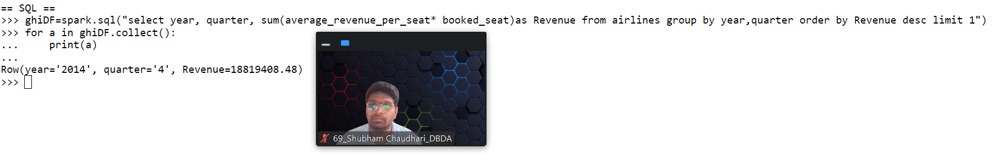 == SQL ==
>>> ghiDF=spark.sql("select year, quarter, sum(average_revenue_per_seat* booked_seat)as Revenue from airlines group by year,quarter order by Revenue desc limit 1")
>>> for a in ghiDF.collect():
...     print(a)
...
Row(year='2014', quarter='4', Revenue=18819408.48)
>>>
69_Shubham Chaudhari_DBDA